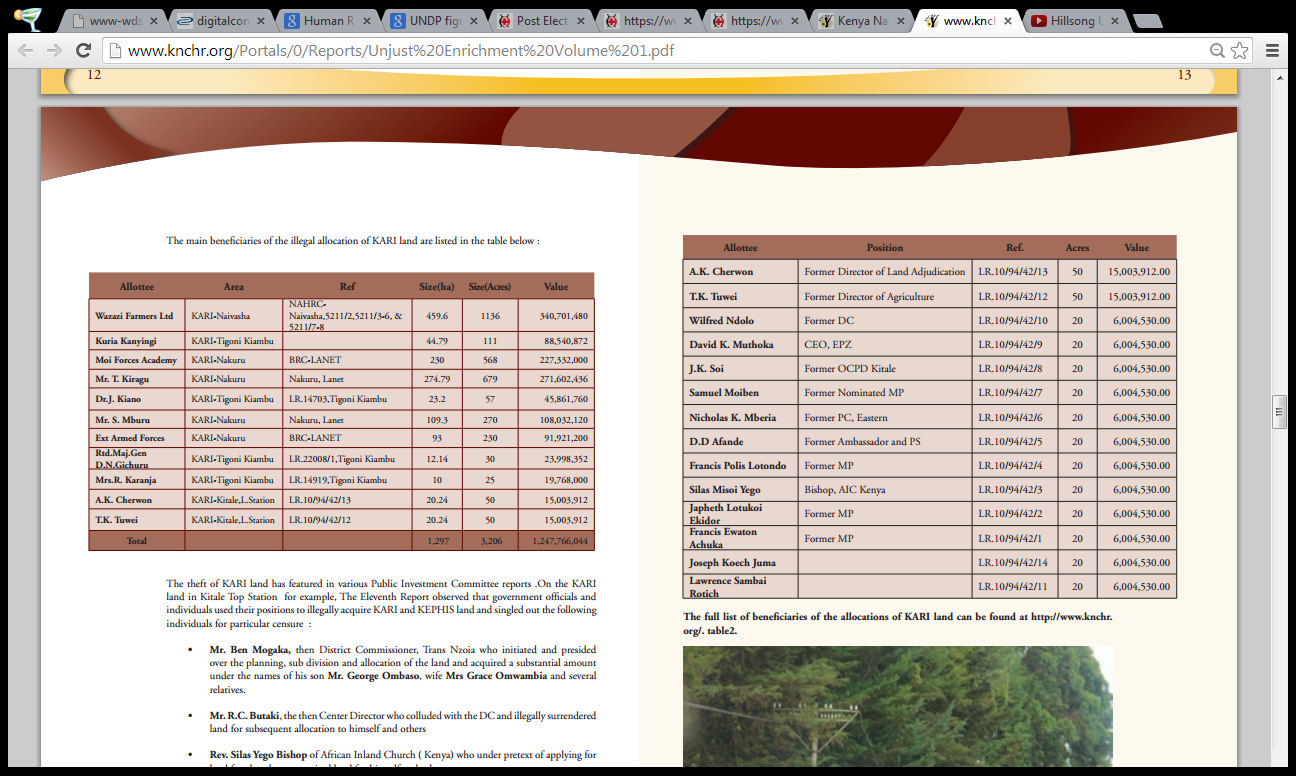 www-wds
digitalcon
Human R
UNDP fig
Post Elect
https://ww
https://ww
Kenya Na
www.knc
Hillsong U
www.knchr.org/Portals/0/Reports/Unjust%20Enrichment%20Volume%201.pdf
12
13
The main beneficiaries of the illegal allocation of KARI land are listed in the table below :
Allottee Area Ref Size(ha) Size(Acres) Value
Wazazi Farmers Ltd KARI•Naivasha NAHRC• Naivasha,5211/2,5211/3•6, & 5211/7•8 459.6 1136 340,701,480
Kuria Kanyingi KARI•Tigoni Kiambu 44.79 111 88,540,872
Moi Forces Academy KARI•Nakuru BRC•LANET 230 568 227,332,000
Mr. T. Kiragu KARI•Nakuru Nakuru, Lanet 274.79 679 271,602,436
Dr.J. Kiano KARI•Tigoni Kiambu LR.14703,Tigoni Kiambu 23.2 57 45,861,760
Mr. S. Mburu KARI•Nakuru Nakuru, Lanet 109.3 270 108,032,120
Ext Armed Forces KARI•Nakuru BRC•LANET 93 230 91,921,200
Rtd.Maj.Gen D.N.Gichuru KARI•Tigoni Kiambu LR.22008/1,Tigoni Kiambu 12.14 30 23,998,352
Mrs.R. Karanja KARI•Tigoni Kiambu LR.14919,Tigoni Kiambu 10 25 19,768,000
A.K. Cherwon KARI•Kitale,L.Station LR.10/94/42/13 20.24 50 15,003,912
T.K. Tuwei KARI•Kitale,L.Station LR.10/94/42/12 20.24 50 15,003,912
Total 1,297 3,206 1,247,766,044
The theft of KARI land has featured in various Public Investment Committee reports .On the KARI
land in Kitale Top Station for example, The Eleventh Report observed that government officials and
individuals used their positions to illegally acquire KARI and KEPHIS land and singled out the following
individuals for particular censure :
• Mr. Ben Mogaka, then District Commissioner, Trans Nzoia who initiated and presided
over the planning, sub division and allocation of the land and acquired a substantial amount
under the names of his son Mr. George Ombaso, wife Mrs Grace Omwambia and several
relatives.
• Mr. R.C. Butaki, the then Center Director who colluded with the DC and illegally surrendered
land for subsequent allocation to himself and others
• Rev. Silas Yego Bishop of African Inland Church ( Kenya) who under pretext of applying for
Allottee Position Ref. Acres Value
A.K. Cherwon Former Director of Land Adjudication LR.10/94/42/13 50 15,003,912.00
T.K. Tuwei Former Director of Agriculture LR.10/94/42/12 50 15,003,912.00
Wilfred Ndolo Former DC LR.10/94/42/10 20 6,004,530.00
David K. Muthoka CEO, EPZ LR.10/94/42/9 20 6,004,530.00
J.K. Soi Former OCPD Kitale LR.10/94/42/8 20 6,004,530.00
Samuel Moiben Former Nominated MP LR.10/94/42/7 20 6,004,530.00
Nicholas K. Mberia Former PC, Eastern LR.10/94/42/6 20 6,004,530.00
D.D Afande Former Ambassador and PS LR.10/94/42/5 20 6,004,530.00
Francis Polis Lotondo Former MP LR.10/94/42/4 20 6,004,530.00
Silas Misoi Yego Bishop, AIC Kenya LR.10/94/42/3 20 6,004,530.00
Japheth Lotukoi Ekidor Former MP LR.10/94/42/2 20 6,004,530.00
Francis Ewaton Achuka Former MP LR.10/94/42/1 20 6,004,530.00
Joseph Koech Juma LR.10/94/42/14 20 6,004,530.00
Lawrence Sambai Rotich LR.10/94/42/11 20 6,004,530.00
The full list of beneficiaries of the allocations of KARI land can be found at http://www.knchr.
org/. table2.